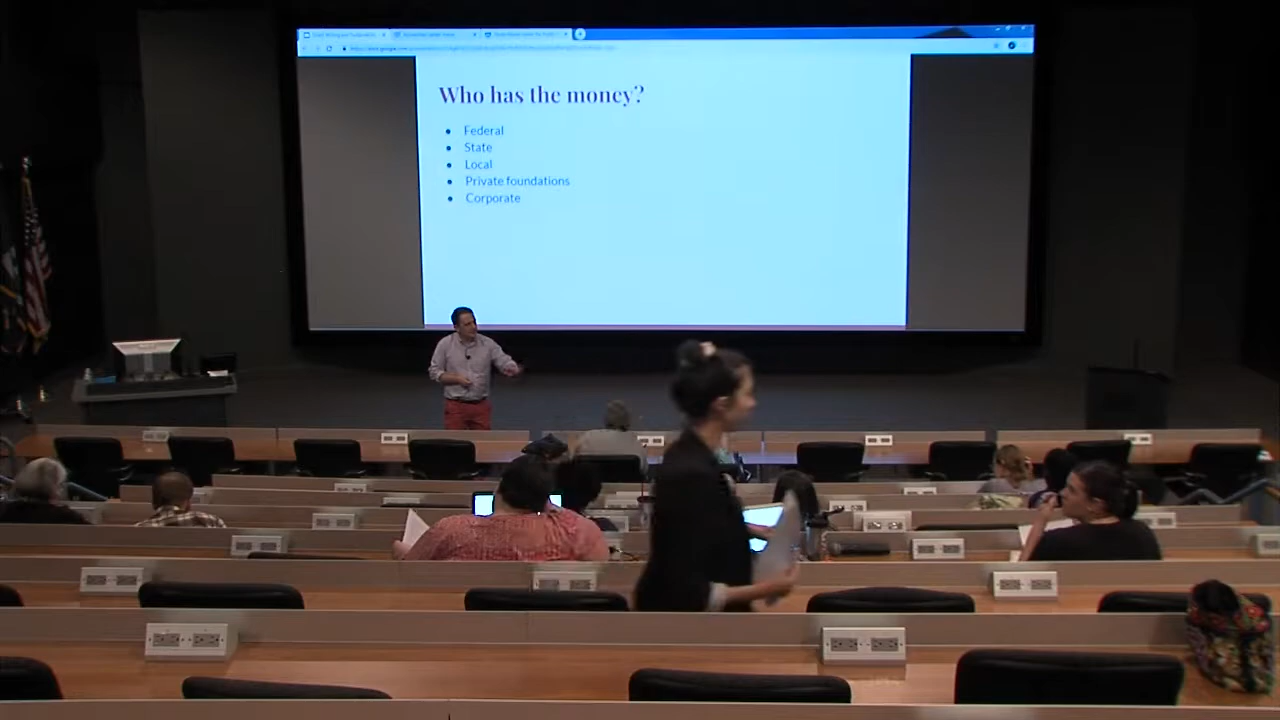 Who has the money?
Federal
State
Local
Private foundations
Corporate